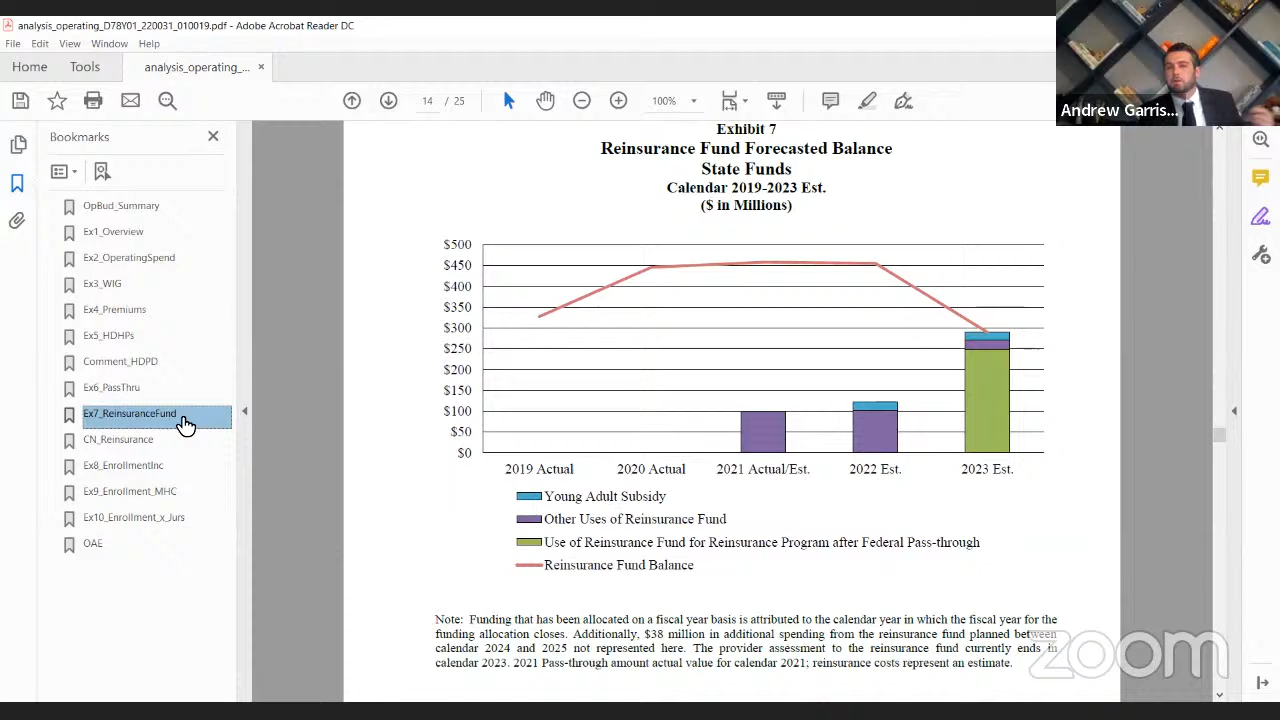 analysis_operating_D78Y01_220031_010019.pdf - Adobe Acrobat Reader DC
File Edit View Window Help
Home Tools analysis_operating_... ×
14 / 25 100%
Andrew Garris...
Bookmarks
OpBud_Summary
Ex1_Overview
Ex2_OperatingSpend
Ex3_WIG
Ex4_Premiums
Ex5_HDHPs
Comment_HDPD
Ex6_PassThru
Ex7_ReinsuranceFund
CN_Reinsurance
Ex8_EnrollmentInc
Ex9_Enrollment_MHC
Ex10_Enrollment_x_Jurs
OAE
Exhibit 7
Reinsurance Fund Forecasted Balance
State Funds
Calendar 2019-2023 Est.
($ in Millions)
$500
$450
$400
$350
$300
$250
$200
$150
$100
$50
$0
2019 Actual 2020 Actual 2021 Actual/Est. 2022 Est. 2023 Est.
Young Adult Subsidy
Other Uses of Reinsurance Fund
Use of Reinsurance Fund for Reinsurance Program after Federal Pass-through
Reinsurance Fund Balance
Note: Funding that has been allocated on a fiscal year basis is attributed to the calendar year in which the fiscal year for the
funding allocation closes. Additionally, $38 million in additional spending from the reinsurance fund planned between
calendar 2024 and 2025 not represented here. The provider assessment to the reinsurance fund currently ends in
calendar 2023. 2021 Pass-through amount actual value for calendar 2021; reinsurance costs represent an estimate.
zoom